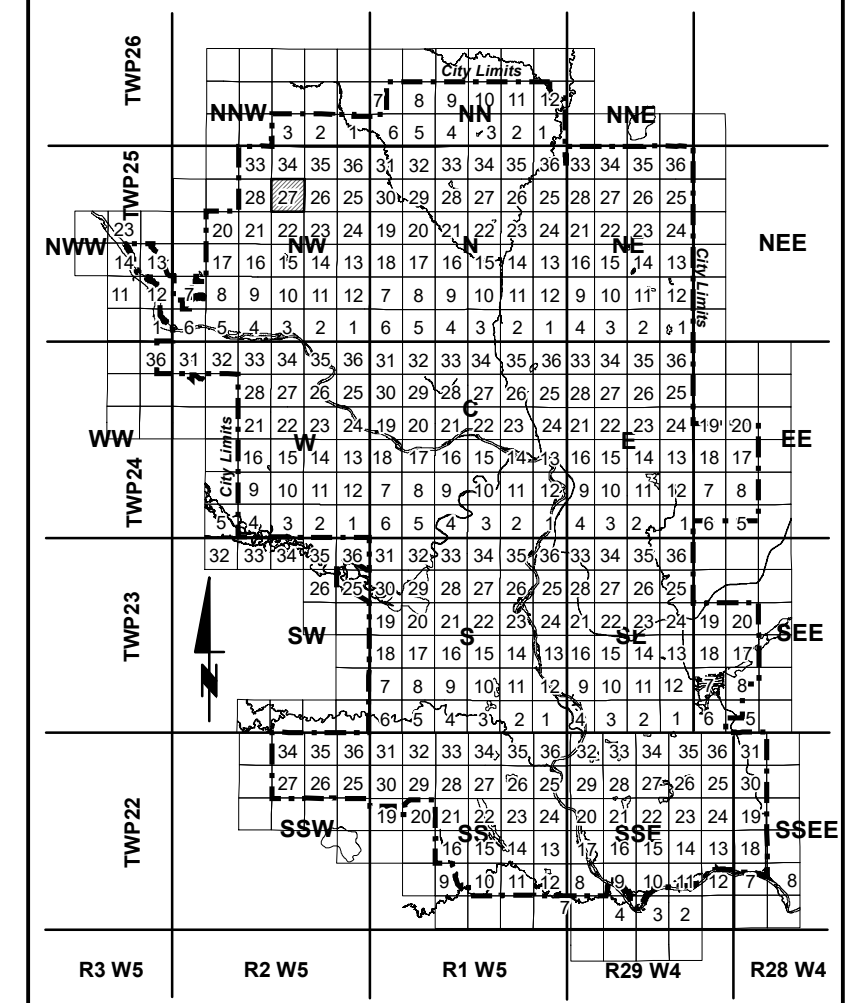 TWP26
City Limits
7 8 9 10 11 12
NNW NN NNE
3 2 1 6 5 4 3 2 1
TWP25
33 34 35 36 31 32 33 34 35 36 33 34 35 36
28 27 26 25 30 29 28 27 26 25 28 27 26 25
23 20 21 22 23 24 19 20 21 22 23 24 21 22 23 24
NWW NW N NE NEE
14 13 17 16 15 14 13 18 17 16 15 14 13 16 15 14 13
City Limits
11 12 7 8 9 10 11 12 7 8 9 10 11 12 9 10 11 12
1 6 5 4 3 2 1 6 5 4 3 2 1 4 3 2 1
36 31 32 33 34 35 36 31 32 33 34 35 36 33 34 35 36
28 27 26 25 30 29 28 27 26 25 28 27 26 25
C
21 22 23 24 19 20 21 22 23 24 21 22 23 24 19 20
WW W E EE
City Limits
16 15 14 13 18 17 16 15 14 13 16 15 14 13 18 17
TWP24
9 10 11 12 7 8 9 10 11 12 9 10 11 12 7 8
5 4 3 2 1 6 5 4 3 2 1 4 3 2 1 6 5
32 33 34 35 36 31 32 33 34 35 36 33 34 35 36
26 25 30 29 28 27 26 25 28 27 26 25
TWP23
19 20 21 22 23 24 21 22 23 24 19 20
SW S SE SEE
18 17 16 15 14 13 16 15 14 13 18 17
N
7 8 9 10 11 12 9 10 11 12 7 8
6 5 4 3 2 1 4 3 2 1 6 5
34 35 36 31 32 33 34 35 36 32 33 34 35 36 31
27 26 25 30 29 28 27 26 25 29 28 27 26 25 30
TWP22
19 20 21 22 23 24 20 21 22 23 24 19
SSW SS SSE SSEE
16 15 14 13 17 16 15 14 13 18
9 10 11 12 8 9 10 11 12 7 8
7 4 3 2
R3 W5 R2 W5 R1 W5 R29 W4 R28 W4